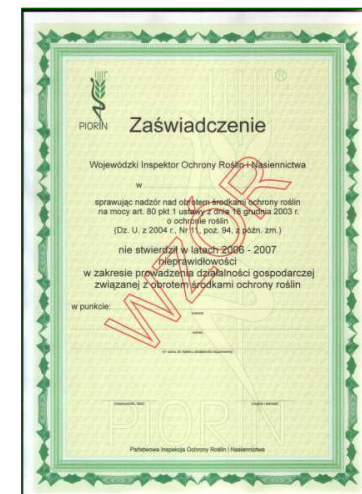 ®
PIORIN
Zaświadczenie
Wojewódzki Inspektor Ochrony Roślin i Nasiennictwa
w
sprawując nadzór nad obrotem środkami ochrony roślin
na mocy art. 80 pkt 1 ustawy z dnia 18 grudnia 2003 r.
o ochronie roślin
(Dz. U. z 2004 r., Nr 11, poz. 94, z późn. zm.)
nie stwierdził w latach 2006 - 2007
nieprawidłowości
w zakresie prowadzenia działalności gospodarczej
związanej z obrotem środkami ochrony roślin
WZÓR
w punkcie:
PIORIN
Państwowa Inspekcja Ochrony Roślin i Nasiennictwa